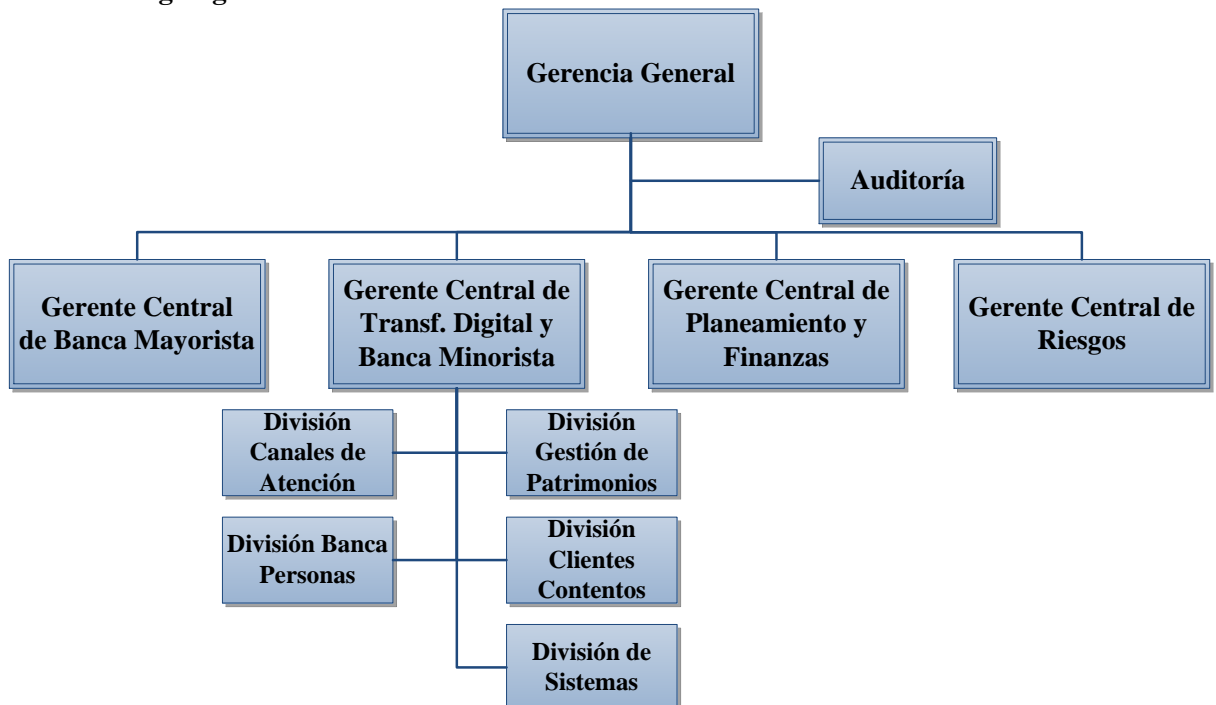 Gerencia General
Auditoría
Gerente Central
de Banca Mayorista
Gerente Central de
Transf. Digital y
Banca Minorista
Gerente Central de
Planeamiento y
Finanzas
Gerente Central de
Riesgos
División
Canales de
Atención
División
Gestión de
Patrimonios
División Banca
Personas
División
Clientes
Contentos
División de
Sistemas